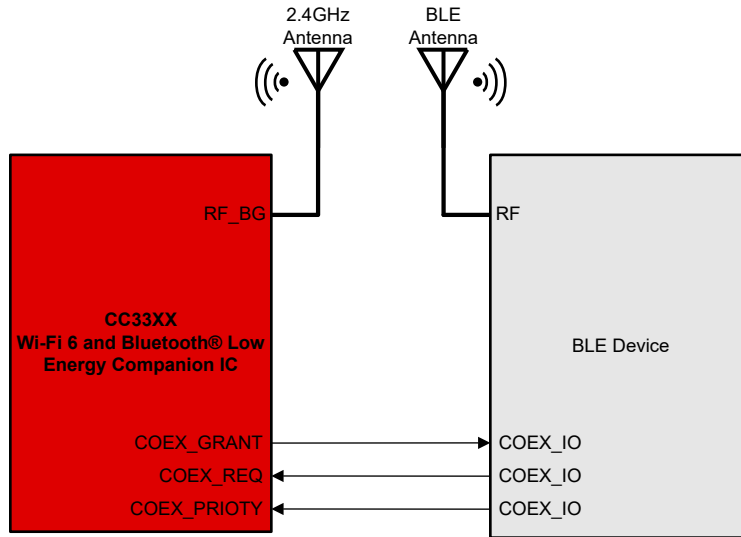 2.4GHz
Antenna
BLE
Antenna
RF_BG
RF
CC33XX
Wi-Fi 6 and Bluetooth® Low
Energy Companion IC
BLE Device
COEX_GRANT
COEX_IO
COEX_REQ
COEX_IO
COEX_PRIOTY
COEX_IO